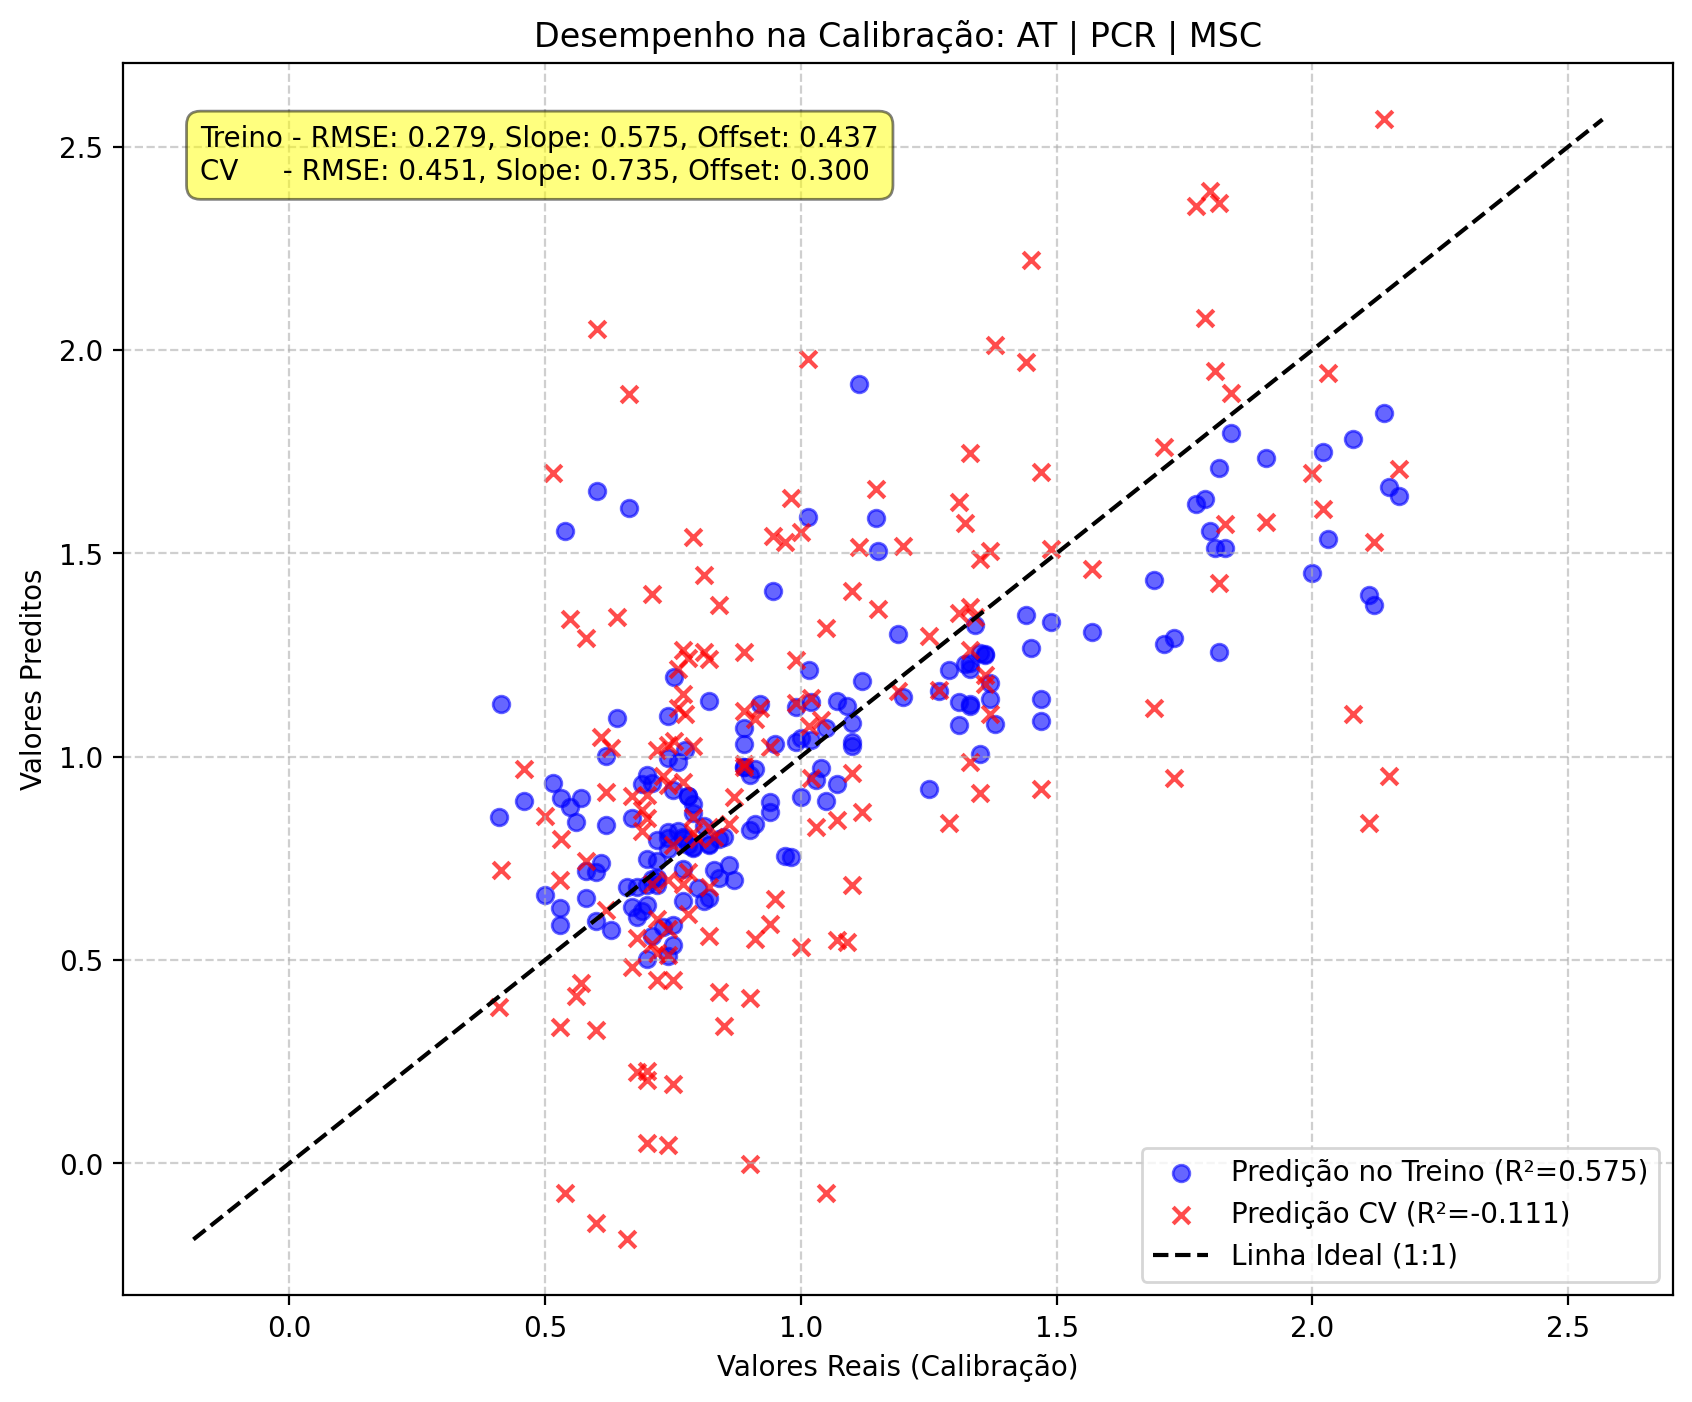 Desempenho na Calibração: AT | PCR | MSC
Treino - RMSE: 0.279, Slope: 0.575, Offset: 0.437
CV - RMSE: 0.451, Slope: 0.735, Offset: 0.300
Valores Preditos
2.5
2.0
1.5
1.0
0.5
0.0
Predição no Treino (R²=0.575)
Predição CV (R²=-0.111)
Linha Ideal (1:1)
0.0 0.5 1.0 1.5 2.0 2.5
Valores Reais (Calibração)